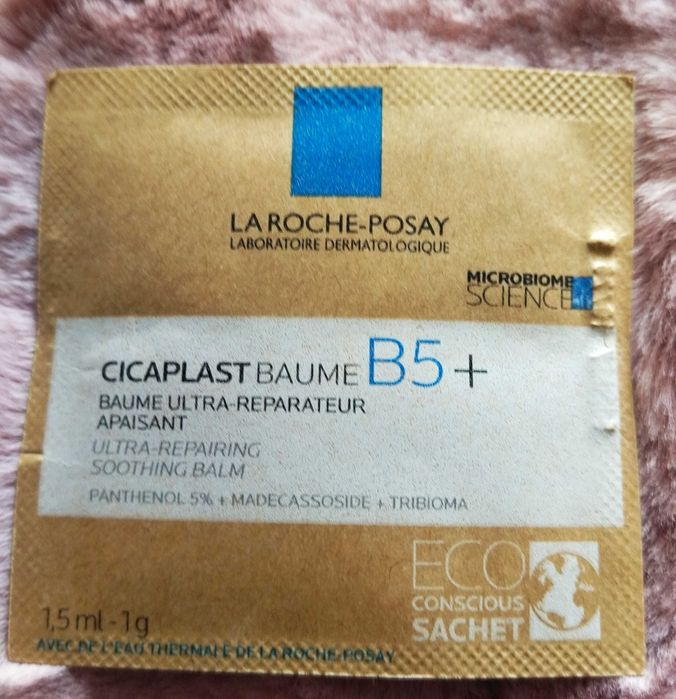 LA ROCHE-POSAY
LABORATOIRE DERMATOLOGIQUE
MICROBIOME
SCIENCE
CICAPLAST BAUME B5+
BAUME ULTRA-REPARATEUR
APAISANT
ULTRA-REPAIRING
SOOTHING BALM
PANTHENOL 5% + MADECASSOSIDE + TRIBIOMA
ECO
CONSCIOUS
SACHET
1,5 ml - 1g
AVEC DE L'EAU THERMALE DE LA ROCHE-POSAY